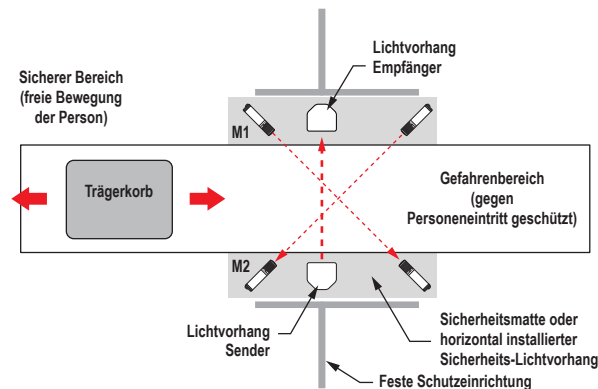 Lichtvorhang
Empfänger
Sicherer Bereich
(freie Bewegung
der Person)
M1
Trägerkorb
Gefahrenbereich
(gegen
Personeneintritt geschützt)
M2
Lichtvorhang
Sender
Sicherheitsmatte oder
horizontal installierter
Sicherheits-Lichtvorhang
Feste Schutzeinrichtung